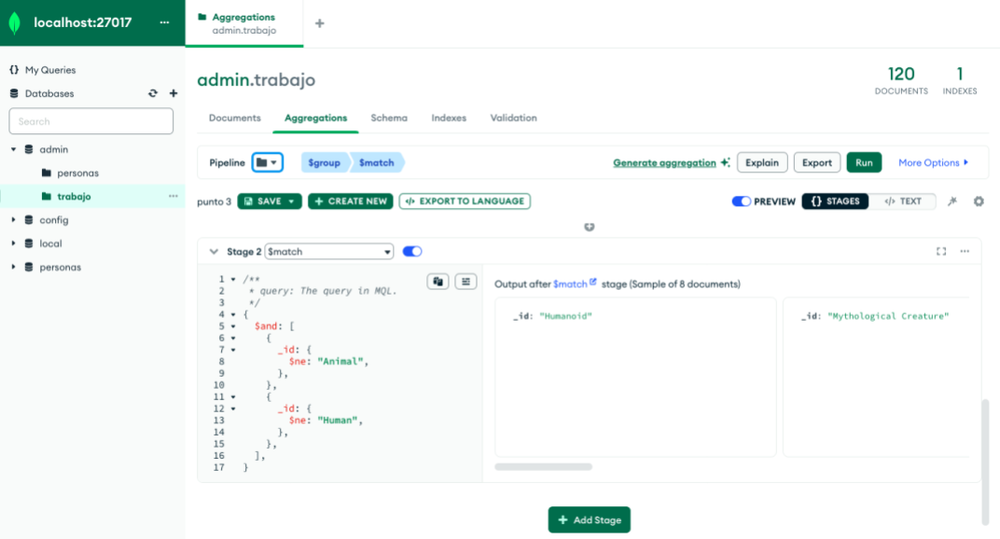 localhost:27017 ...
Aggregations
admin.trabajo
+
My Queries
Databases
Search
admin
personas
trabajo ...
config
local
personas
admin.trabajo
120
DOCUMENTS
1
INDEXES
Documents Aggregations Schema Indexes Validation
Pipeline $group $match Generate aggregation Explain Export Run More Options
punto 3 SAVE + CREATE NEW </> EXPORT TO LANGUAGE PREVIEW {} STAGES </> TEXT
Stage 2 $match ...
1 /**
2 * query: The query in MQL.
3 */
4 {
5 $and: [
6 {
7 _id: {
8 $ne: "Animal",
9 },
10 },
11 {
12 _id: {
13 $ne: "Human",
14 },
15 },
16 ],
17 }
Output after $match stage (Sample of 8 documents)
_id: "Humanoid"
_id: "Mythological Creature"
+ Add Stage